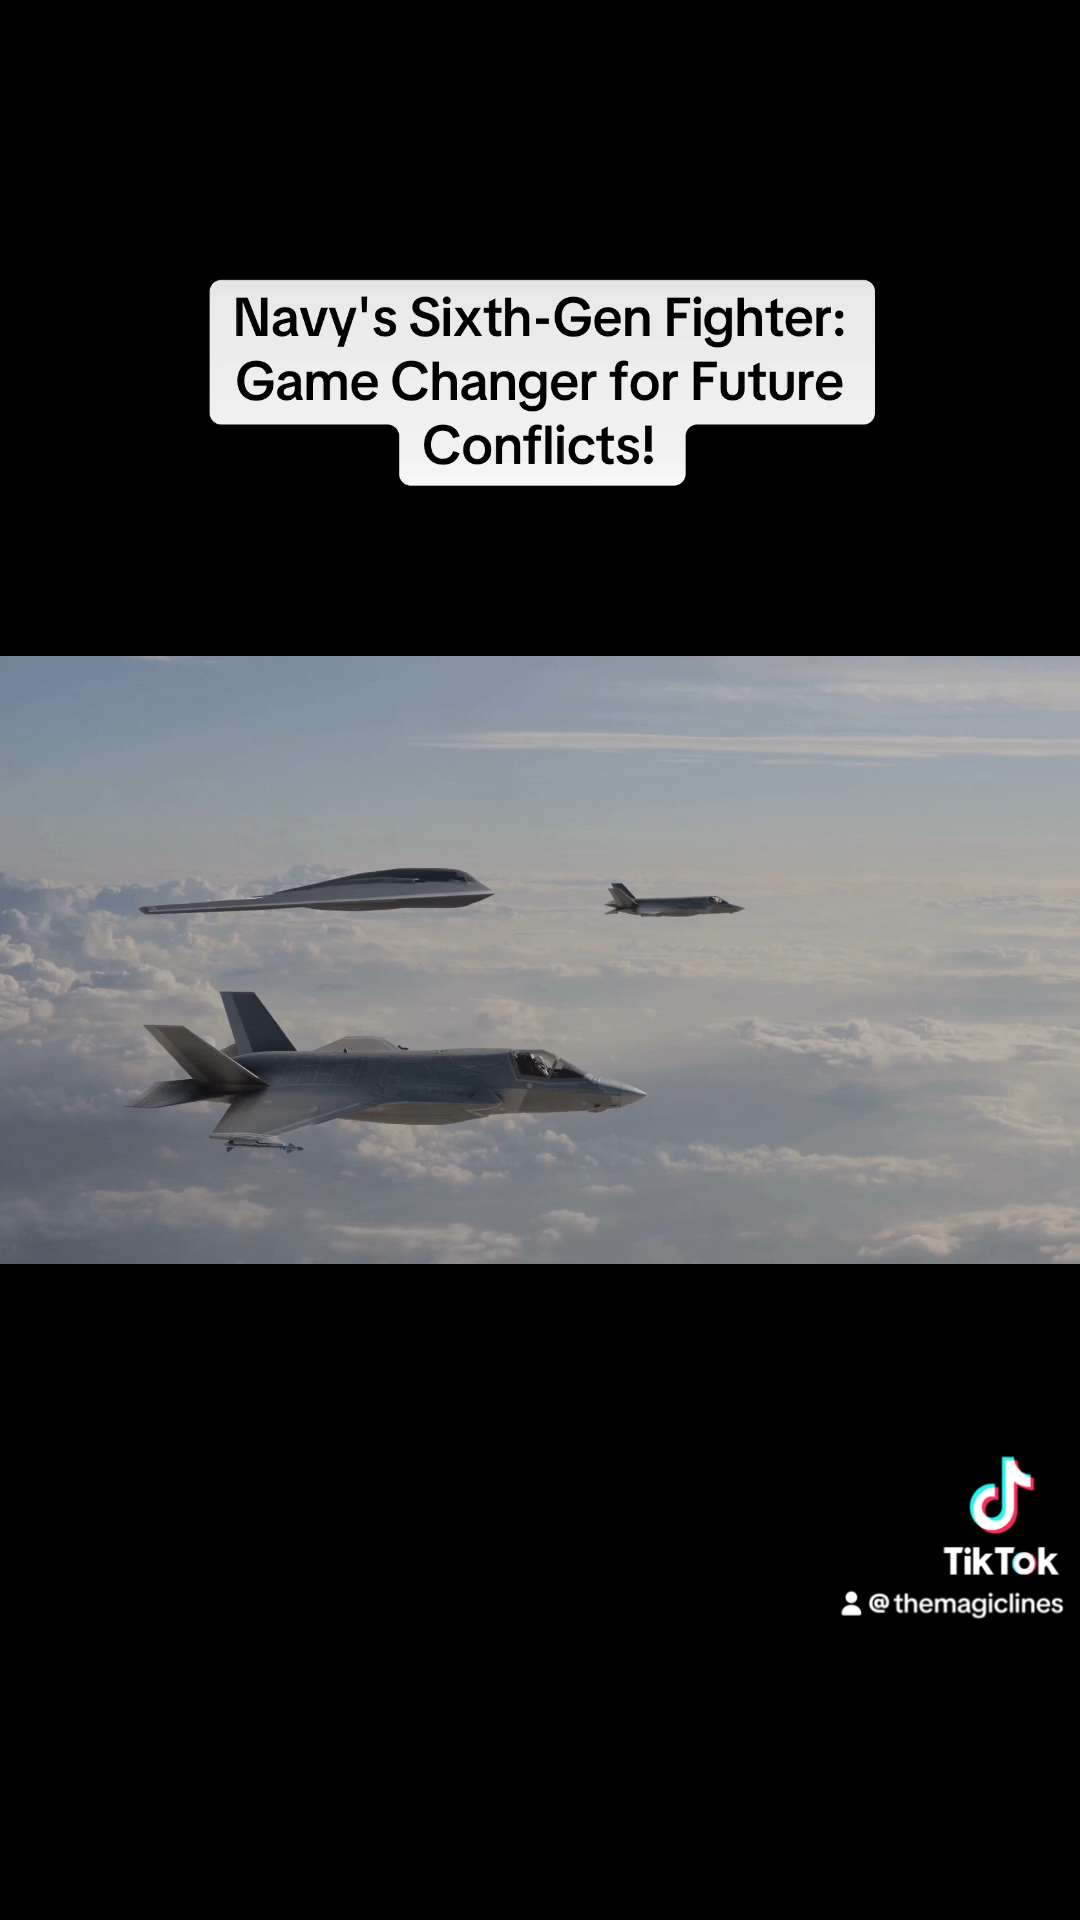 Navy's Sixth-Gen Fighter:
Game Changer for Future
Conflicts!
TikTok
@themagiclines